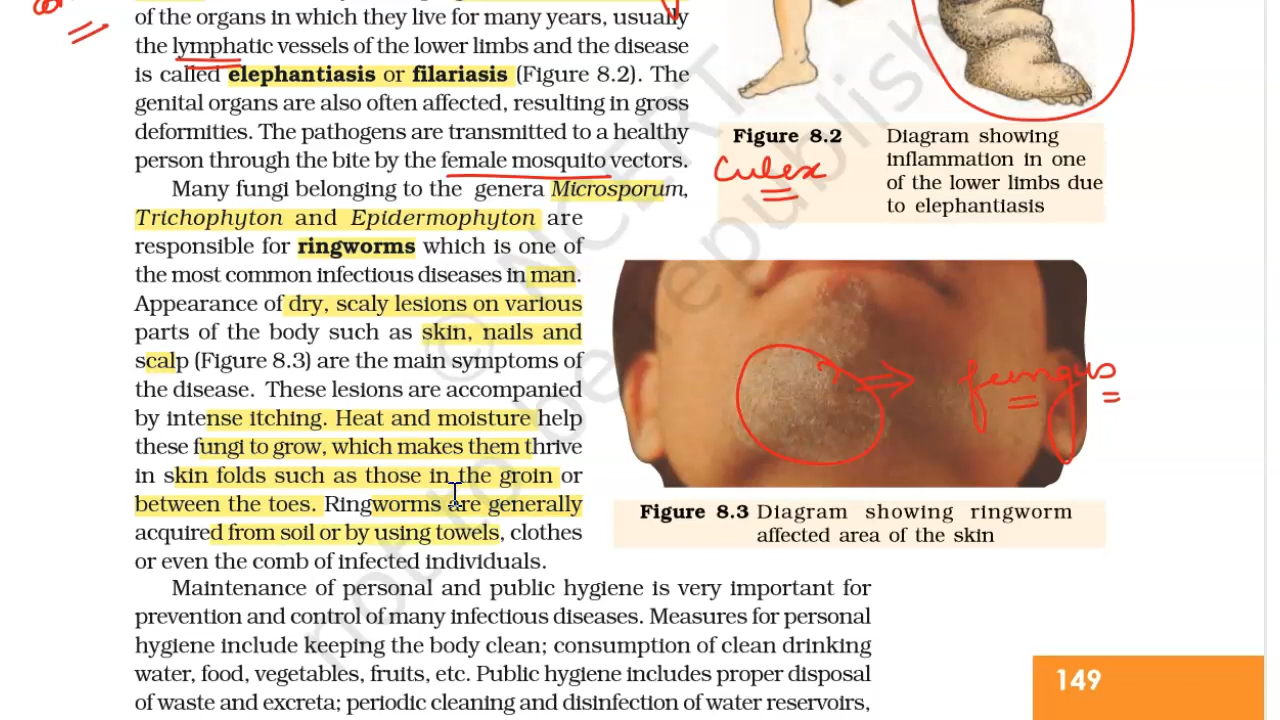 of the organs in which they live for many years, usually
the lymphatic vessels of the lower limbs and the disease
is called elephantiasis or filariasis (Figure 8.2). The
genital organs are also often affected, resulting in gross
deformities. The pathogens are transmitted to a healthy
person through the bite by the female mosquito vectors.
Figure 8.2 Diagram showing
inflammation in one
of the lower limbs due
to elephantiasis
Culex
Many fungi belonging to the genera Microsporum,
Trichophyton and Epidermophyton are
responsible for ringworms which is one of
the most common infectious diseases in man.
Appearance of dry, scaly lesions on various
parts of the body such as skin, nails and
scalp (Figure 8.3) are the main symptoms of
the disease. These lesions are accompanied
by intense itching. Heat and moisture help
these fungi to grow, which makes them thrive
in skin folds such as those in the groin or
between the toes. Ringworms are generally
acquired from soil or by using towels, clothes
or even the comb of infected individuals.
fungus
Figure 8.3 Diagram showing ringworm
affected area of the skin
Maintenance of personal and public hygiene is very important for
prevention and control of many infectious diseases. Measures for personal
hygiene include keeping the body clean; consumption of clean drinking
water, food, vegetables, fruits, etc. Public hygiene includes proper disposal
of waste and excreta; periodic cleaning and disinfection of water reservoirs,
149
© NCERT
not to be republish